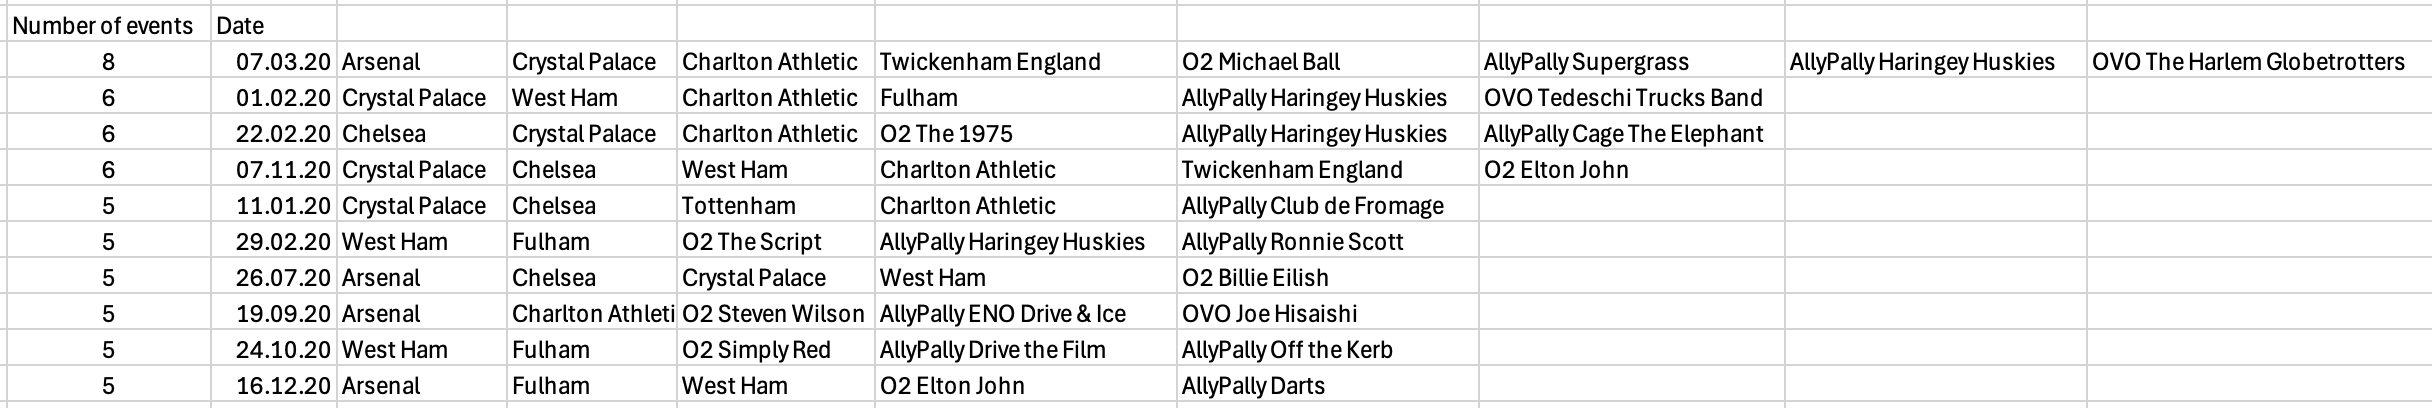 Number of events Date
8 07.03.20 Arsenal Crystal Palace Charlton Athletic Twickenham England O2 Michael Ball AllyPally Supergrass AllyPally Haringey Huskies OVO The Harlem Globetrotters
6 01.02.20 Crystal Palace West Ham Charlton Athletic Fulham AllyPally Haringey Huskies OVO Tedeschi Trucks Band
6 22.02.20 Chelsea Crystal Palace Charlton Athletic O2 The 1975 AllyPally Haringey Huskies AllyPally Cage The Elephant
6 07.11.20 Crystal Palace Chelsea West Ham Charlton Athletic Twickenham England O2 Elton John
5 11.01.20 Crystal Palace Chelsea Tottenham Charlton Athletic AllyPally Club de Fromage
5 29.02.20 West Ham Fulham O2 The Script AllyPally Haringey Huskies AllyPally Ronnie Scott
5 26.07.20 Arsenal Chelsea Crystal Palace West Ham O2 Billie Eilish
5 19.09.20 Arsenal Charlton Athleti O2 Steven Wilson AllyPally ENO Drive & Ice OVO Joe Hisaishi
5 24.10.20 West Ham Fulham O2 Simply Red AllyPally Drive the Film AllyPally Off the Kerb
5 16.12.20 Arsenal Fulham West Ham O2 Elton John AllyPally Darts